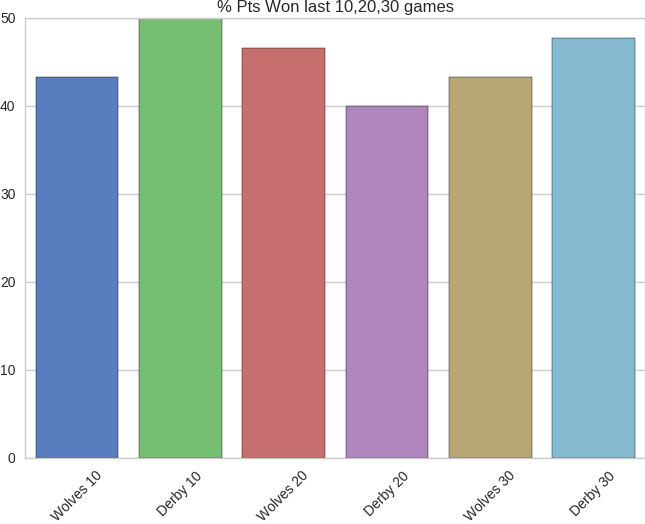 % Pts Won last 10,20,30 games
50
40
30
20
10
0
Wolves 10
Derby 10
Wolves 20
Derby 20
Wolves 30
Derby 30